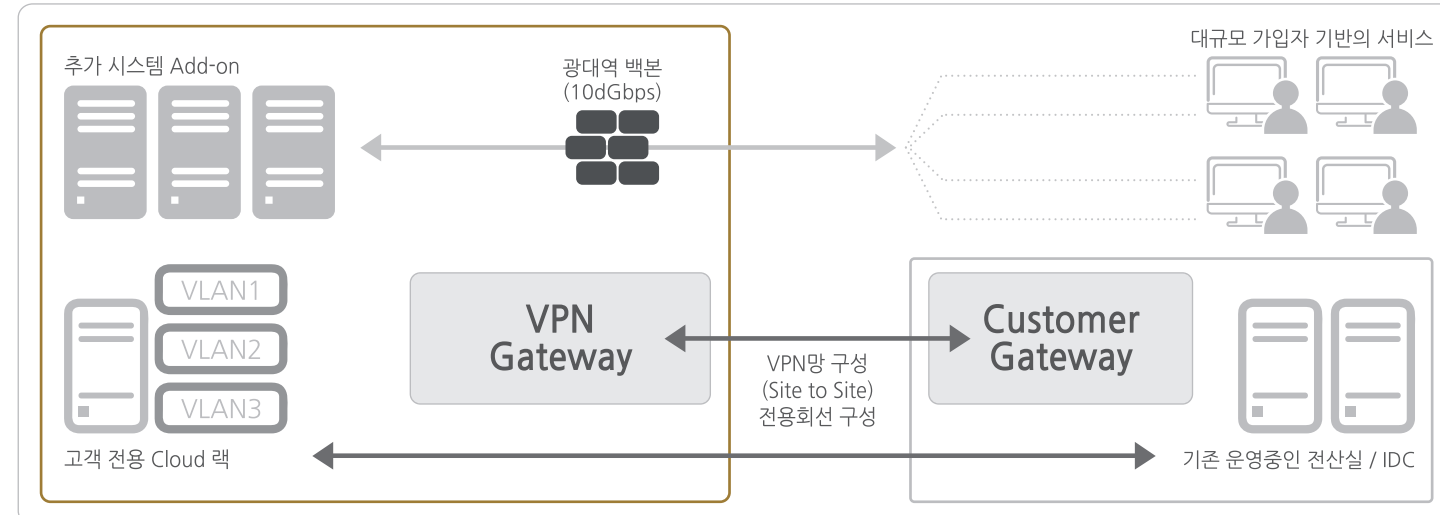 추가 시스템 Add-on
광대역 백본
(10dGbps)
대규모 가입자 기반의 서비스
VLAN1
VLAN2
VLAN3
고객 전용 Cloud 랙
VPN
Gateway
VPN망 구성
(Site to Site)
전용회선 구성
Customer
Gateway
기존 운영중인 전산실 / IDC